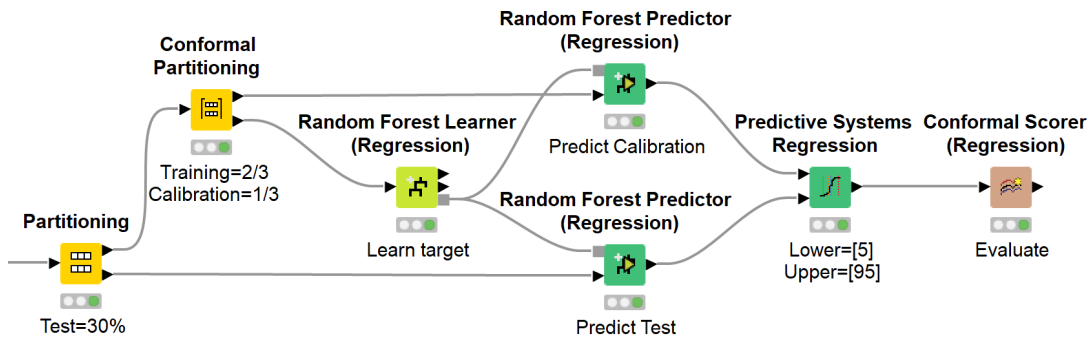 Partitioning
Test=30%
Conformal
Partitioning
Training=2/3
Calibration=1/3
Random Forest Learner
(Regression)
Learn target
Random Forest Predictor
(Regression)
Predict Calibration
Random Forest Predictor
(Regression)
Predict Test
Predictive Systems
Regression
Lower=[5]
Upper=[95]
Conformal Scorer
(Regression)
Evaluate